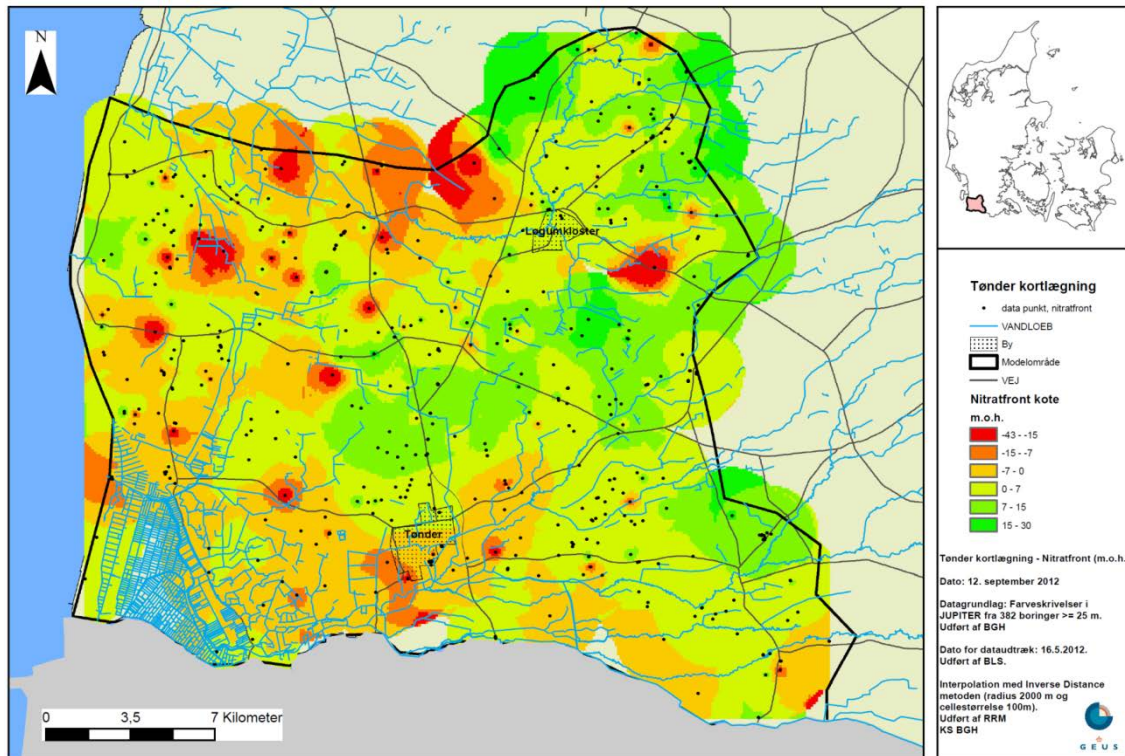 N
Løgumkloster
Tønder
0 3,5 7 Kilometer
Tønder kortlægning
data punkt, nitratfront
VANDLOEB
By
Modelområde
VEJ
Nitratfront kote
m.o.h.
-43 - -15
-15 - -7
-7 - 0
0 - 7
7 - 15
15 - 30
Tønder kortlægning - Nitratfront (m.o.h.)
Dato: 12. september 2012
Datagrundlag: Farveskrivelser i
JUPITER fra 382 boringer >= 25 m.
Udført af BGH
Dato for dataudtræk: 16.5.2012.
Udført af BLS.
Interpolation med Inverse Distance
metoden (radius 2000 m og
cellestørrelse 100m).
Udført af RRM
KS BGH
GEUS